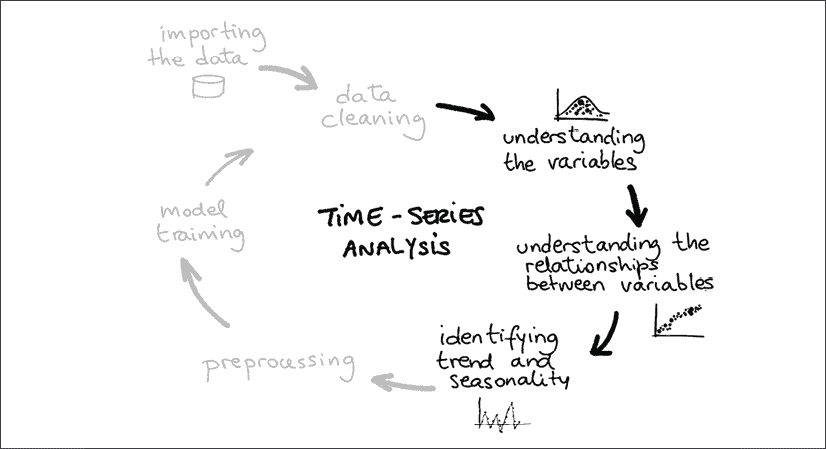 importing
the data
data
cleaning
understanding
the variables
understanding the
relationships
between variables
identifying
trend and
seasonality
preprocessing
model
training
TiME - SERiES
ANALYSiS